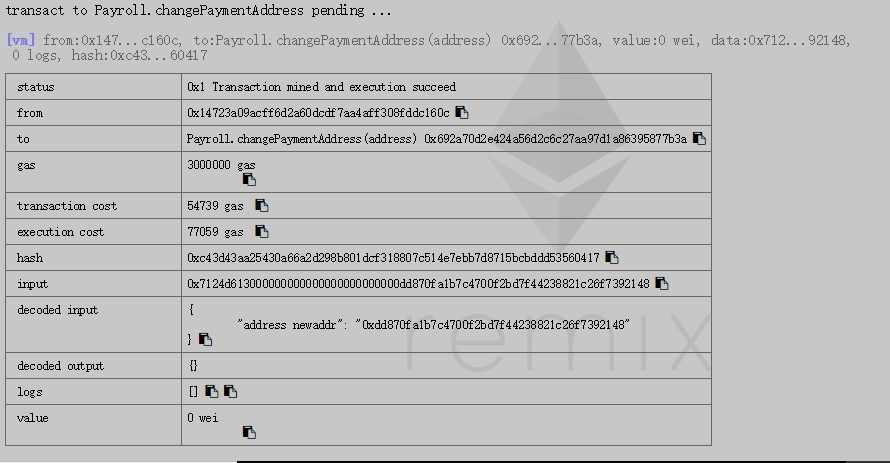 transact to Payroll.changePaymentAddress pending ...
[vm] from:0x147...c160c, to:Payroll.changePaymentAddress(address) 0x692...77b3a, value:0 wei, data:0x712...92148,
0 logs, hash:0xc43...60417
status 0x1 Transaction mined and execution succeed
from 0x14723a09acff6d2a60dcdf7aa4aff308fddc160c
to Payroll.changePaymentAddress(address) 0x692a70d2e424a56d2c6c27aa97d1a86395877b3a
gas 3000000 gas
transaction cost 54739 gas
execution cost 77059 gas
hash 0xc43d43aa25430a66a2d298b801dcf318807c514e7ebb7d8715bcbddd53560417
input 0x7124d613000000000000000000000000dd870fa1b7c4700f2bd7f44238821c26f7392148
decoded input {
"address newaddr": "0xdd870fa1b7c4700f2bd7f44238821c26f7392148"
}
remix
decoded output {}
logs []
value 0 wei